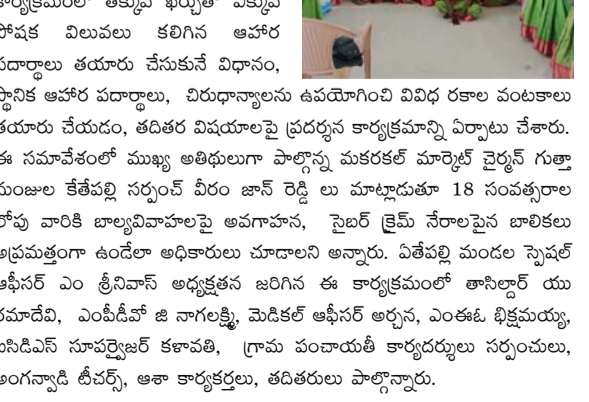 కార్యక్రమంలో తక్కువ ఖర్చుతో ఎక్కువ
పోషక విలువలు కలిగిన ఆహార
పదార్థాలు తయారు చేసుకునే విధానం,
స్థానిక ఆహార పదార్థాలు, చిరుధాన్యాలను ఉపయోగించి వివిధ రకాల వంటకాలు
తయారు చేయడం, తదితర విషయాలపై ప్రదర్శన కార్యక్రమాన్ని ఏర్పాటు చేశారు.
ఈ సమావేశంలో ముఖ్య అతిథులుగా పాల్గొన్న మకరకల్ మార్కెట్ చైర్మన్ గుత్తా
మంజుల కేతేపల్లి సర్పంచ్ వీరం జాన్ రెడ్డి లు మాట్లాడుతూ 18 సంవత్సరాల
లోపు వారికి బాల్యవివాహలపై అవగాహన, సైబర్ క్రైమ్ నేరాలపైన బాలికలు
అప్రమత్తంగా ఉండేలా అధికారులు చూడాలని అన్నారు. ఏతేపల్లి మండల స్పెషల్
ఆఫీసర్ ఎం శ్రీనివాస్ అధ్యక్షతన జరిగిన ఈ కార్యక్రమంలో తాసిల్దార్ యు
రమాదేవి, ఎంపీడీవో జి నాగలక్ష్మి, మెడికల్ ఆఫీసర్ అర్చన, ఎంఈఓ భిక్షమయ్య,
ఐసిడిఎస్ సూపర్వైజర్ కళావతి, గ్రామ పంచాయతీ కార్యదర్శులు సర్పంచులు,
అంగన్వాడి టీచర్స్, ఆశా కార్యకర్తలు, తదితరులు పాల్గొన్నారు.